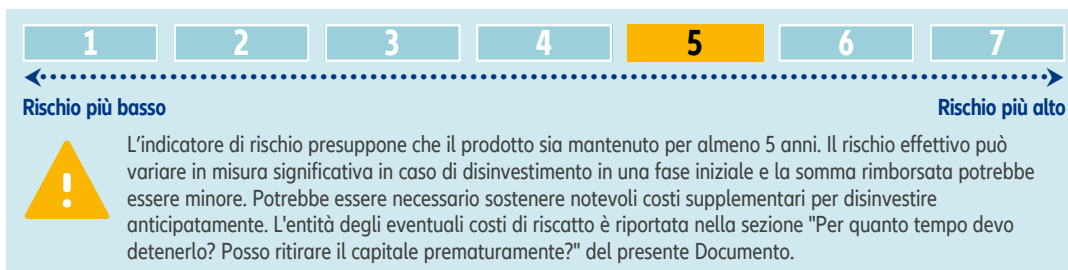 1 2 3 4 5 6 7
Rischio più basso Rischio più alto
L'indicatore di rischio presuppone che il prodotto sia mantenuto per almeno 5 anni. Il rischio effettivo può
variare in misura significativa in caso di disinvestimento in una fase iniziale e la somma rimborsata potrebbe
essere minore. Potrebbe essere necessario sostenere notevoli costi supplementari per disinvestire
anticipatamente. L'entità degli eventuali costi di riscatto è riportata nella sezione "Per quanto tempo devo
detenerlo? Posso ritirare il capitale prematuramente?" del presente Documento.